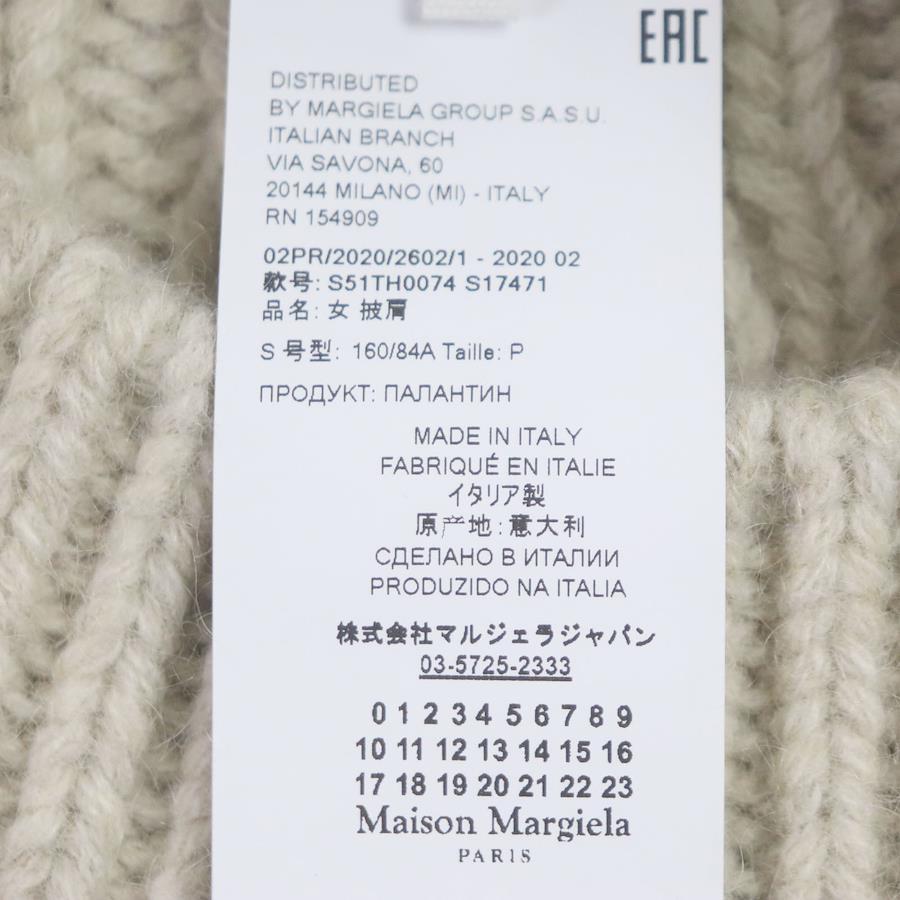 EAC
DISTRIBUTED
BY MARGIELA GROUP S.A.S.U.
ITALIAN BRANCH
VIA SAVONA, 60
20144 MILANO (MI) - ITALY
RN 154909
02PR/2020/2602/1 - 2020 02
款号: S51TH0074 S17471
品名: 女 披肩
S 号型: 160/84A Taille: P
ПРОДУКТ: ПАЛАНТИН
MADE IN ITALY
FABRIQUÉ EN ITALIE
イタリア製
原产地: 意大利
СДЕЛАНО В ИТАЛИИ
PRODUZIDO NA ITALIA
株式会社マルジェラジャパン
03-5725-2333
0 1 2 3 4 5 6 7 8 9
10 11 12 13 14 15 16
17 18 19 20 21 22 23
Maison Margiela
PARIS